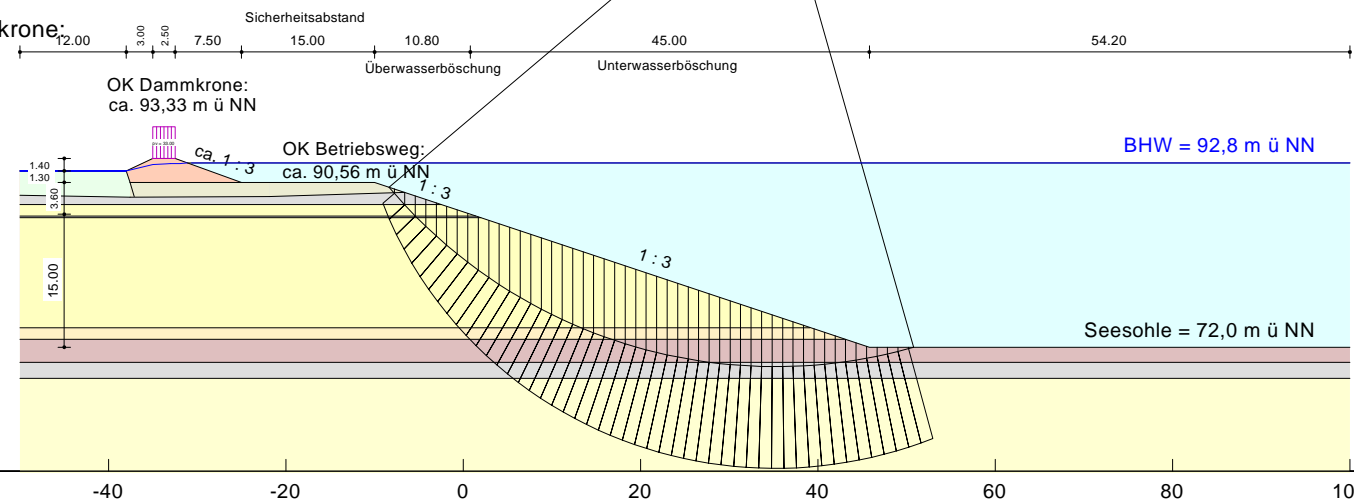 Sicherheitsabstand
krone:
12.00 3.00 2.50 7.50 15.00 10.80 45.00 54.20
Überwasserböschung Unterwasserböschung
OK Dammkrone:
ca. 93,33 m ü NN
OK Betriebsweg:
ca. 90,56 m ü NN
BHW = 92,8 m ü NN
ca. 1 : 3
1.40
1.30
3.60
1 : 3
1 : 3
15.00
Seesohle = 72,0 m ü NN
-40 -20 0 20 40 60 80 10